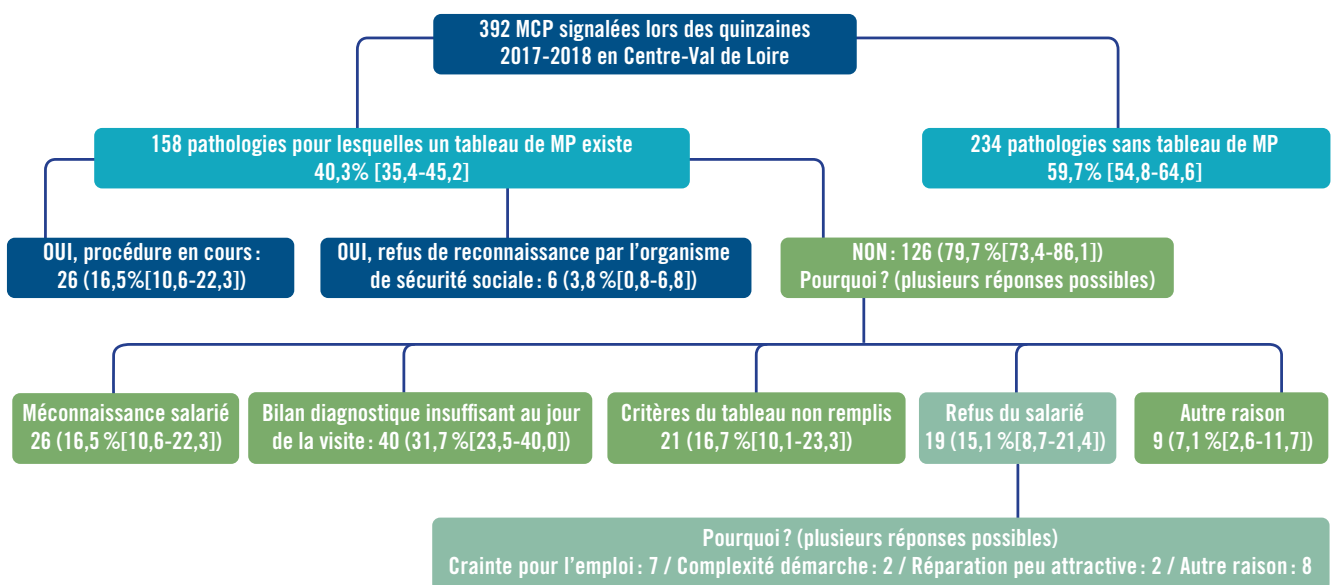 392 MCP signalées lors des quinzaines
2017-2018 en Centre-Val de Loire
158 pathologies pour lesquelles un tableau de MP existe
40,3% [35,4-45,2]
234 pathologies sans tableau de MP
59,7% [54,8-64,6]
OUI, procédure en cours :
26 (16,5%[10,6-22,3])
OUI, refus de reconnaissance par l'organisme
de sécurité sociale : 6 (3,8 %[0,8-6,8])
NON : 126 (79,7 %[73,4-86,1])
Pourquoi ? (plusieurs réponses possibles)
Méconnaissance salarié
26 (16,5 %[10,6-22,3])
Bilan diagnostique insuffisant au jour
de la visite : 40 (31,7 %[23,5-40,0])
Critères du tableau non remplis
21 (16,7 %[10,1-23,3])
Refus du salarié
19 (15,1 %[8,7-21,4])
Autre raison
9 (7,1 %[2,6-11,7])
Pourquoi ? (plusieurs réponses possibles)
Crainte pour l'emploi : 7 / Complexité démarche : 2 / Réparation peu attractive : 2 / Autre raison : 8